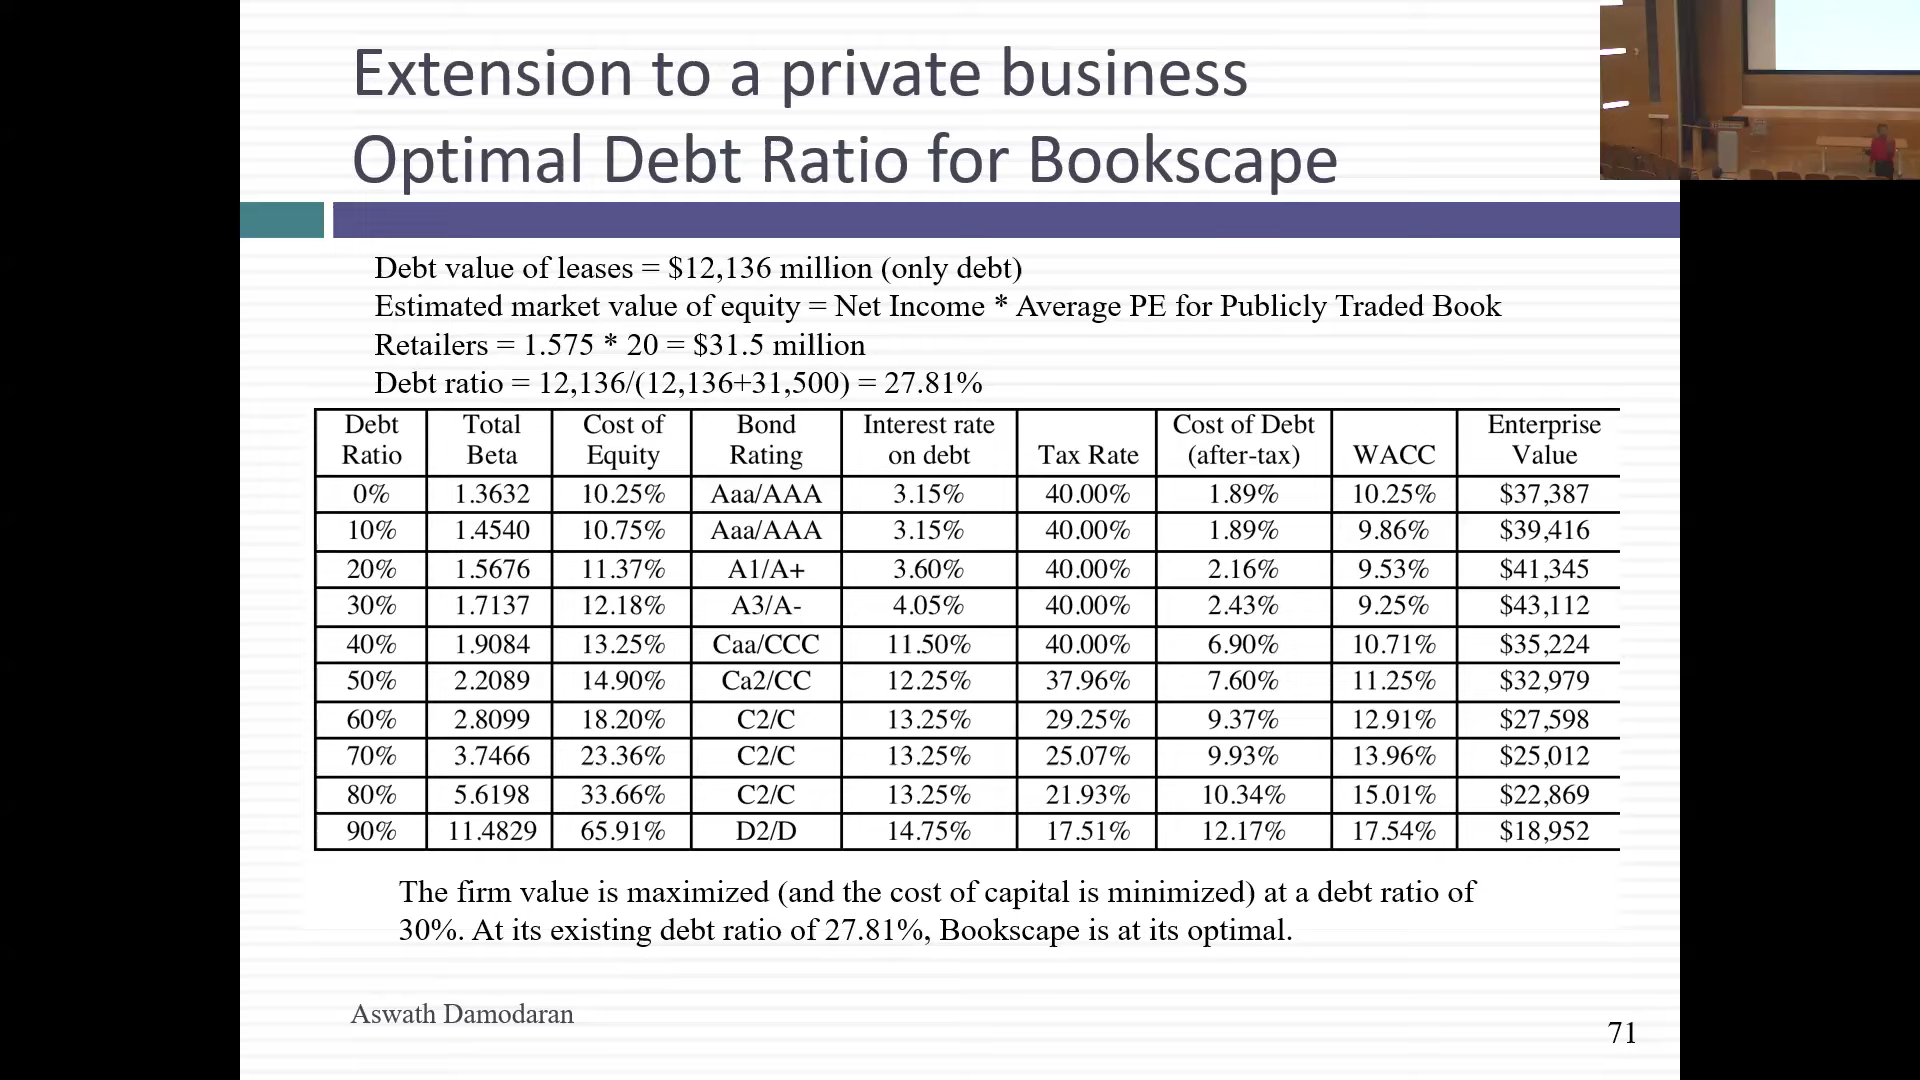 Extension to a private business
Optimal Debt Ratio for Bookscape
Debt value of leases = $12,136 million (only debt)
Estimated market value of equity = Net Income * Average PE for Publicly Traded Book
Retailers = 1.575 * 20 = $31.5 million
Debt ratio = 12,136/(12,136+31,500) = 27.81%
Debt Ratio Total Beta Cost of Equity Bond Rating Interest rate on debt Tax Rate Cost of Debt (after-tax) WACC Enterprise Value
0% 1.3632 10.25% Aaa/AAA 3.15% 40.00% 1.89% 10.25% $37,387
10% 1.4540 10.75% Aaa/AAA 3.15% 40.00% 1.89% 9.86% $39,416
20% 1.5676 11.37% A1/A+ 3.60% 40.00% 2.16% 9.53% $41,345
30% 1.7137 12.18% A3/A- 4.05% 40.00% 2.43% 9.25% $43,112
40% 1.9084 13.25% Caa/CCC 11.50% 40.00% 6.90% 10.71% $35,224
50% 2.2089 14.90% Ca2/CC 12.25% 37.96% 7.60% 11.25% $32,979
60% 2.8099 18.20% C2/C 13.25% 29.25% 9.37% 12.91% $27,598
70% 3.7466 23.36% C2/C 13.25% 25.07% 9.93% 13.96% $25,012
80% 5.6198 33.66% C2/C 13.25% 21.93% 10.34% 15.01% $22,869
90% 11.4829 65.91% D2/D 14.75% 17.51% 12.17% 17.54% $18,952
The firm value is maximized (and the cost of capital is minimized) at a debt ratio of
30%. At its existing debt ratio of 27.81%, Bookscape is at its optimal.
Aswath Damodaran
71